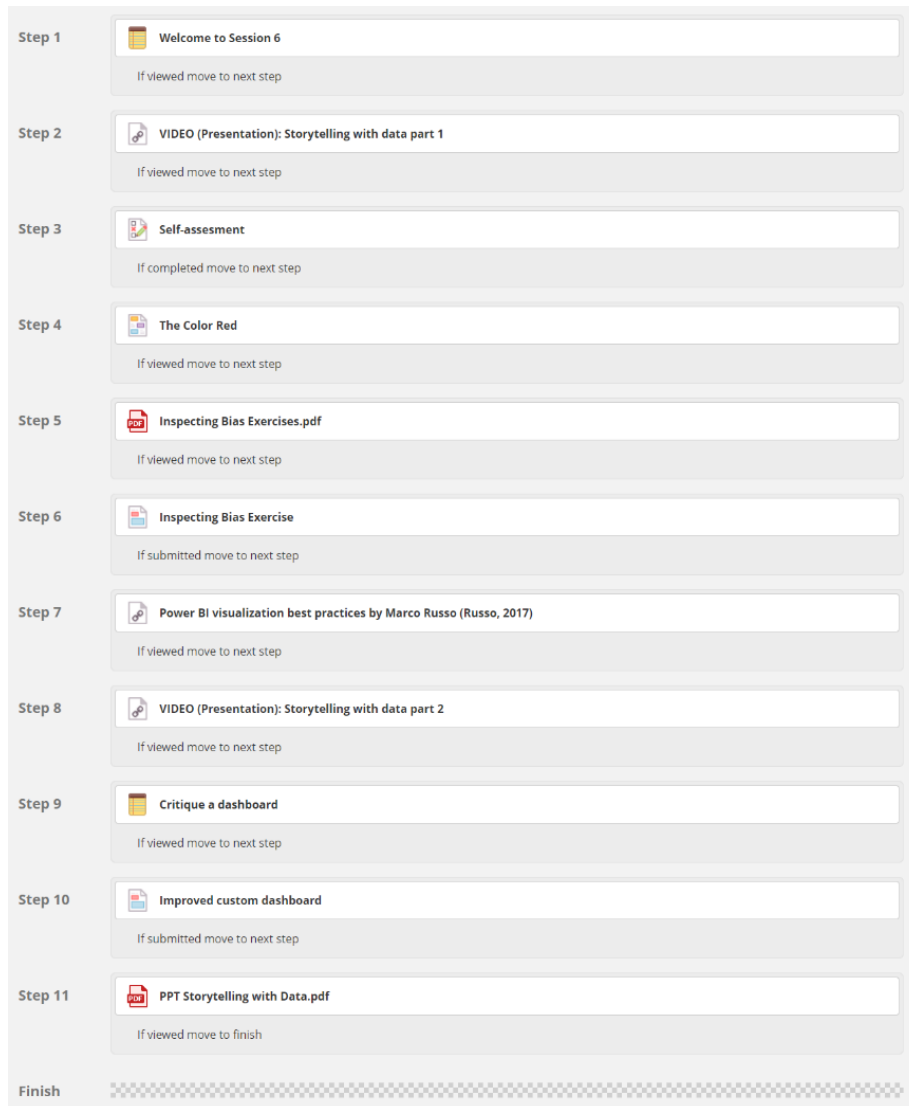 Step 1
Welcome to Session 6
If viewed move to next step
Step 2
VIDEO (Presentation): Storytelling with data part 1
If viewed move to next step
Step 3
Self-assesment
If completed move to next step
Step 4
The Color Red
If viewed move to next step
Step 5
PDF
Inspecting Bias Exercises.pdf
If viewed move to next step
Step 6
Inspecting Bias Exercise
If submitted move to next step
Step 7
Power BI visualization best practices by Marco Russo (Russo, 2017)
If viewed move to next step
Step 8
VIDEO (Presentation): Storytelling with data part 2
If viewed move to next step
Step 9
Critique a dashboard
If viewed move to next step
Step 10
Improved custom dashboard
If submitted move to next step
Step 11
PDF
PPT Storytelling with Data.pdf
If viewed move to finish
Finish